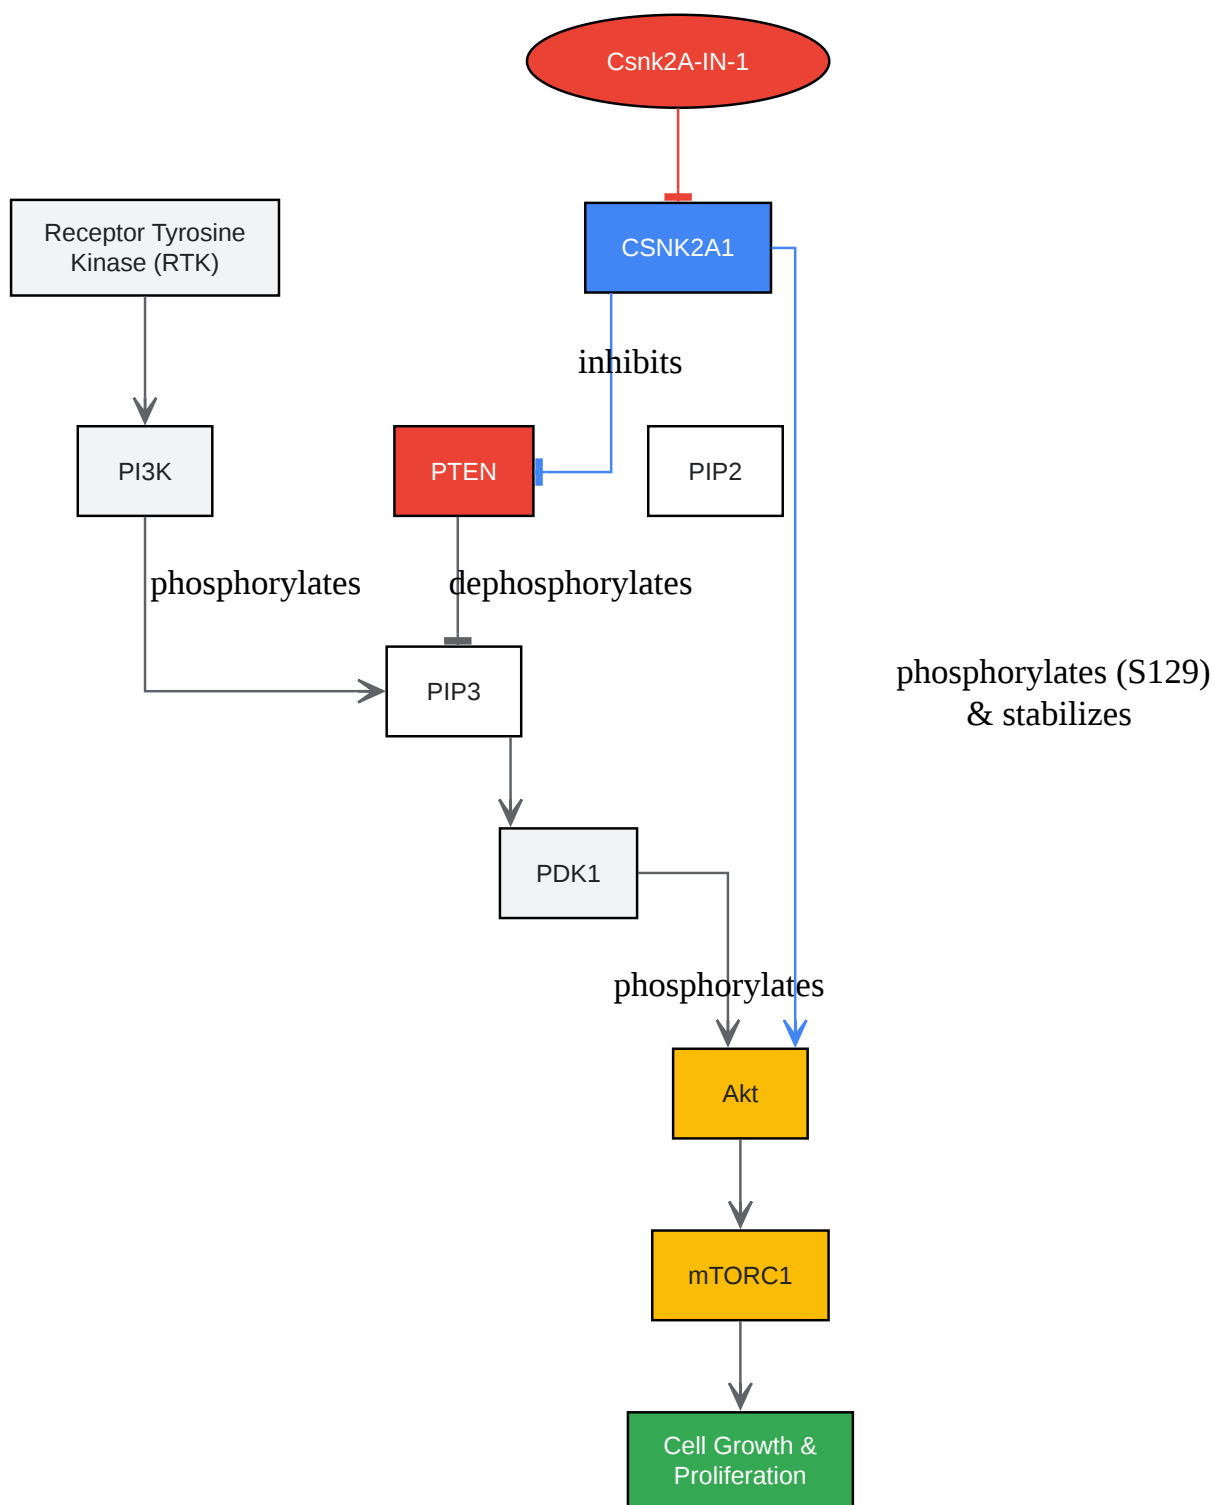 Csnk2A-IN-1
Receptor Tyrosine
Kinase (RTK)
CSNK2A1
inhibits
PI3K
PTEN
PIP2
phosphorylates
dephosphorylates
phosphorylates (S129)
& stabilizes
PIP3
PDK1
phosphorylates
Akt
mTORC1
Cell Growth &
Proliferation